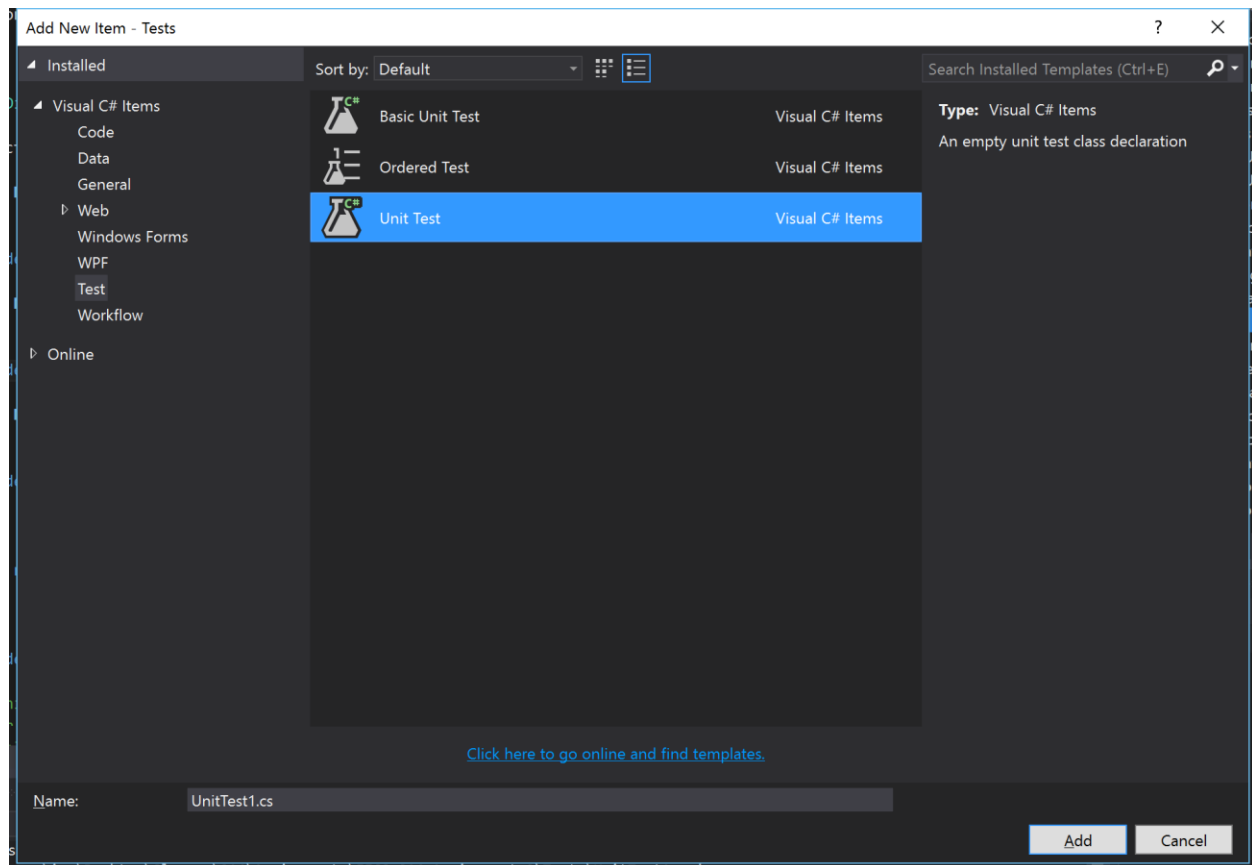 Add New Item - Tests
?
Installed
Sort by: Default
Search Installed Templates (Ctrl+E)
Visual C# Items
Code
Data
General
Web
Windows Forms
WPF
Test
Workflow
Online
C#
Basic Unit Test Visual C# Items
Ordered Test Visual C# Items
C#
Unit Test Visual C# Items
Type: Visual C# Items
An empty unit test class declaration
Click here to go online and find templates.
Name: UnitTest1.cs
Add Cancel